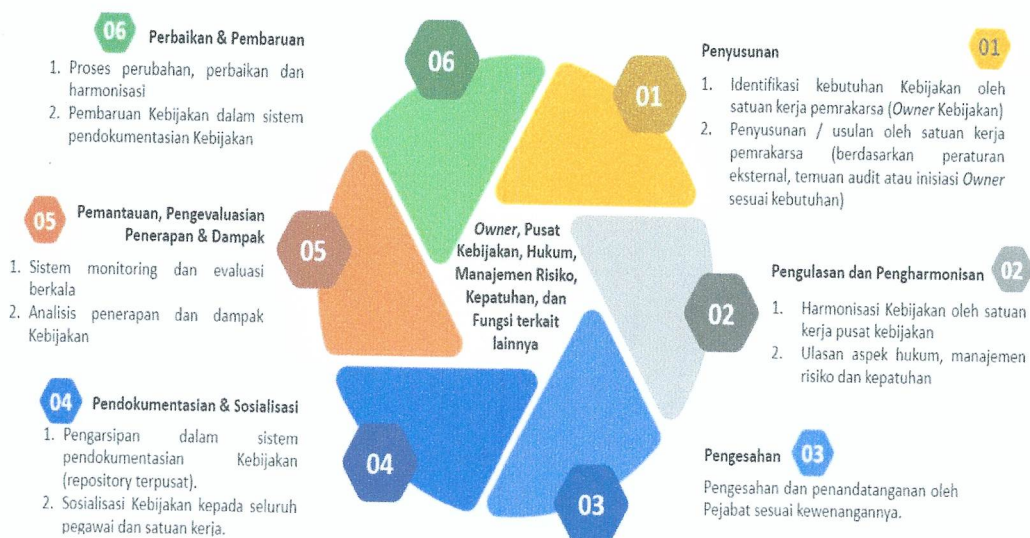 01
Penyusunan
1. Identifikasi kebutuhan Kebijakan oleh
satuan kerja pemrakarsa (Owner Kebijakan)
2. Penyusunan / usulan oleh satuan kerja
pemrakarsa (berdasarkan peraturan
eksternal, temuan audit atau inisiasi Owner
sesuai kebutuhan)
02
Pengulasan dan Pengharmonisan
1. Harmonisasi Kebijakan oleh satuan
kerja pusat kebijakan
2. Ulasan aspek hukum, manajemen
risiko dan kepatuhan
03
Pengesahan
Pengesahan dan penandatanganan oleh
Pejabat sesuai kewenangannya.
04
Pendokumentasian & Sosialisasi
1. Pengarsipan dalam sistem
pendokumentasian Kebijakan
(repository terpusat).
2. Sosialisasi Kebijakan kepada seluruh
pegawai dan satuan kerja.
05
Pemantauan, Pengevaluasian
Penerapan & Dampak
1. Sistem monitoring dan evaluasi
berkala
2. Analisis penerapan dan dampak
Kebijakan
06
Perbaikan & Pembaruan
1. Proses perubahan, perbaikan dan
harmonisasi
2. Pembaruan Kebijakan dalam sistem
pendokumentasian Kebijakan
01
02
03
04
05
06
Owner, Pusat
Kebijakan, Hukum,
Manajemen Risiko,
Kepatuhan, dan
Fungsi terkait
lainnya